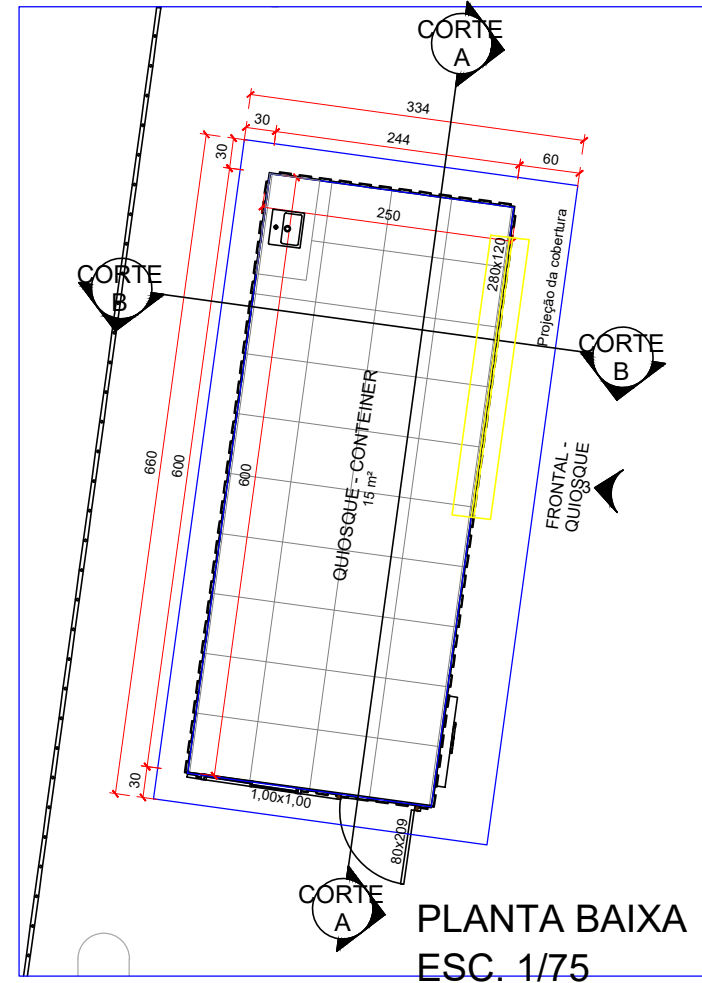 CORTE
A
334
30
244
60
30
250
280x120
Projeção da cobertura
CORTE
B
CORTE
B
660
600
600
QUIOSQUE - CONTEINER
15 m²
FRONTAL -
QUIOSQUE
3
30
1,00x1,00
80x209
CORTE
A
PLANTA BAIXA
ESC. 1/75